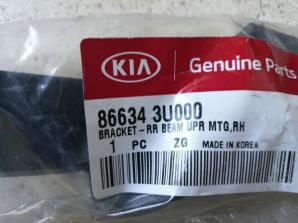 KIA Genuine Parts
86634 3U000
BRACKET-RR BEAM UPR MTG,RH
1 PC ZG MADE IN KOREA